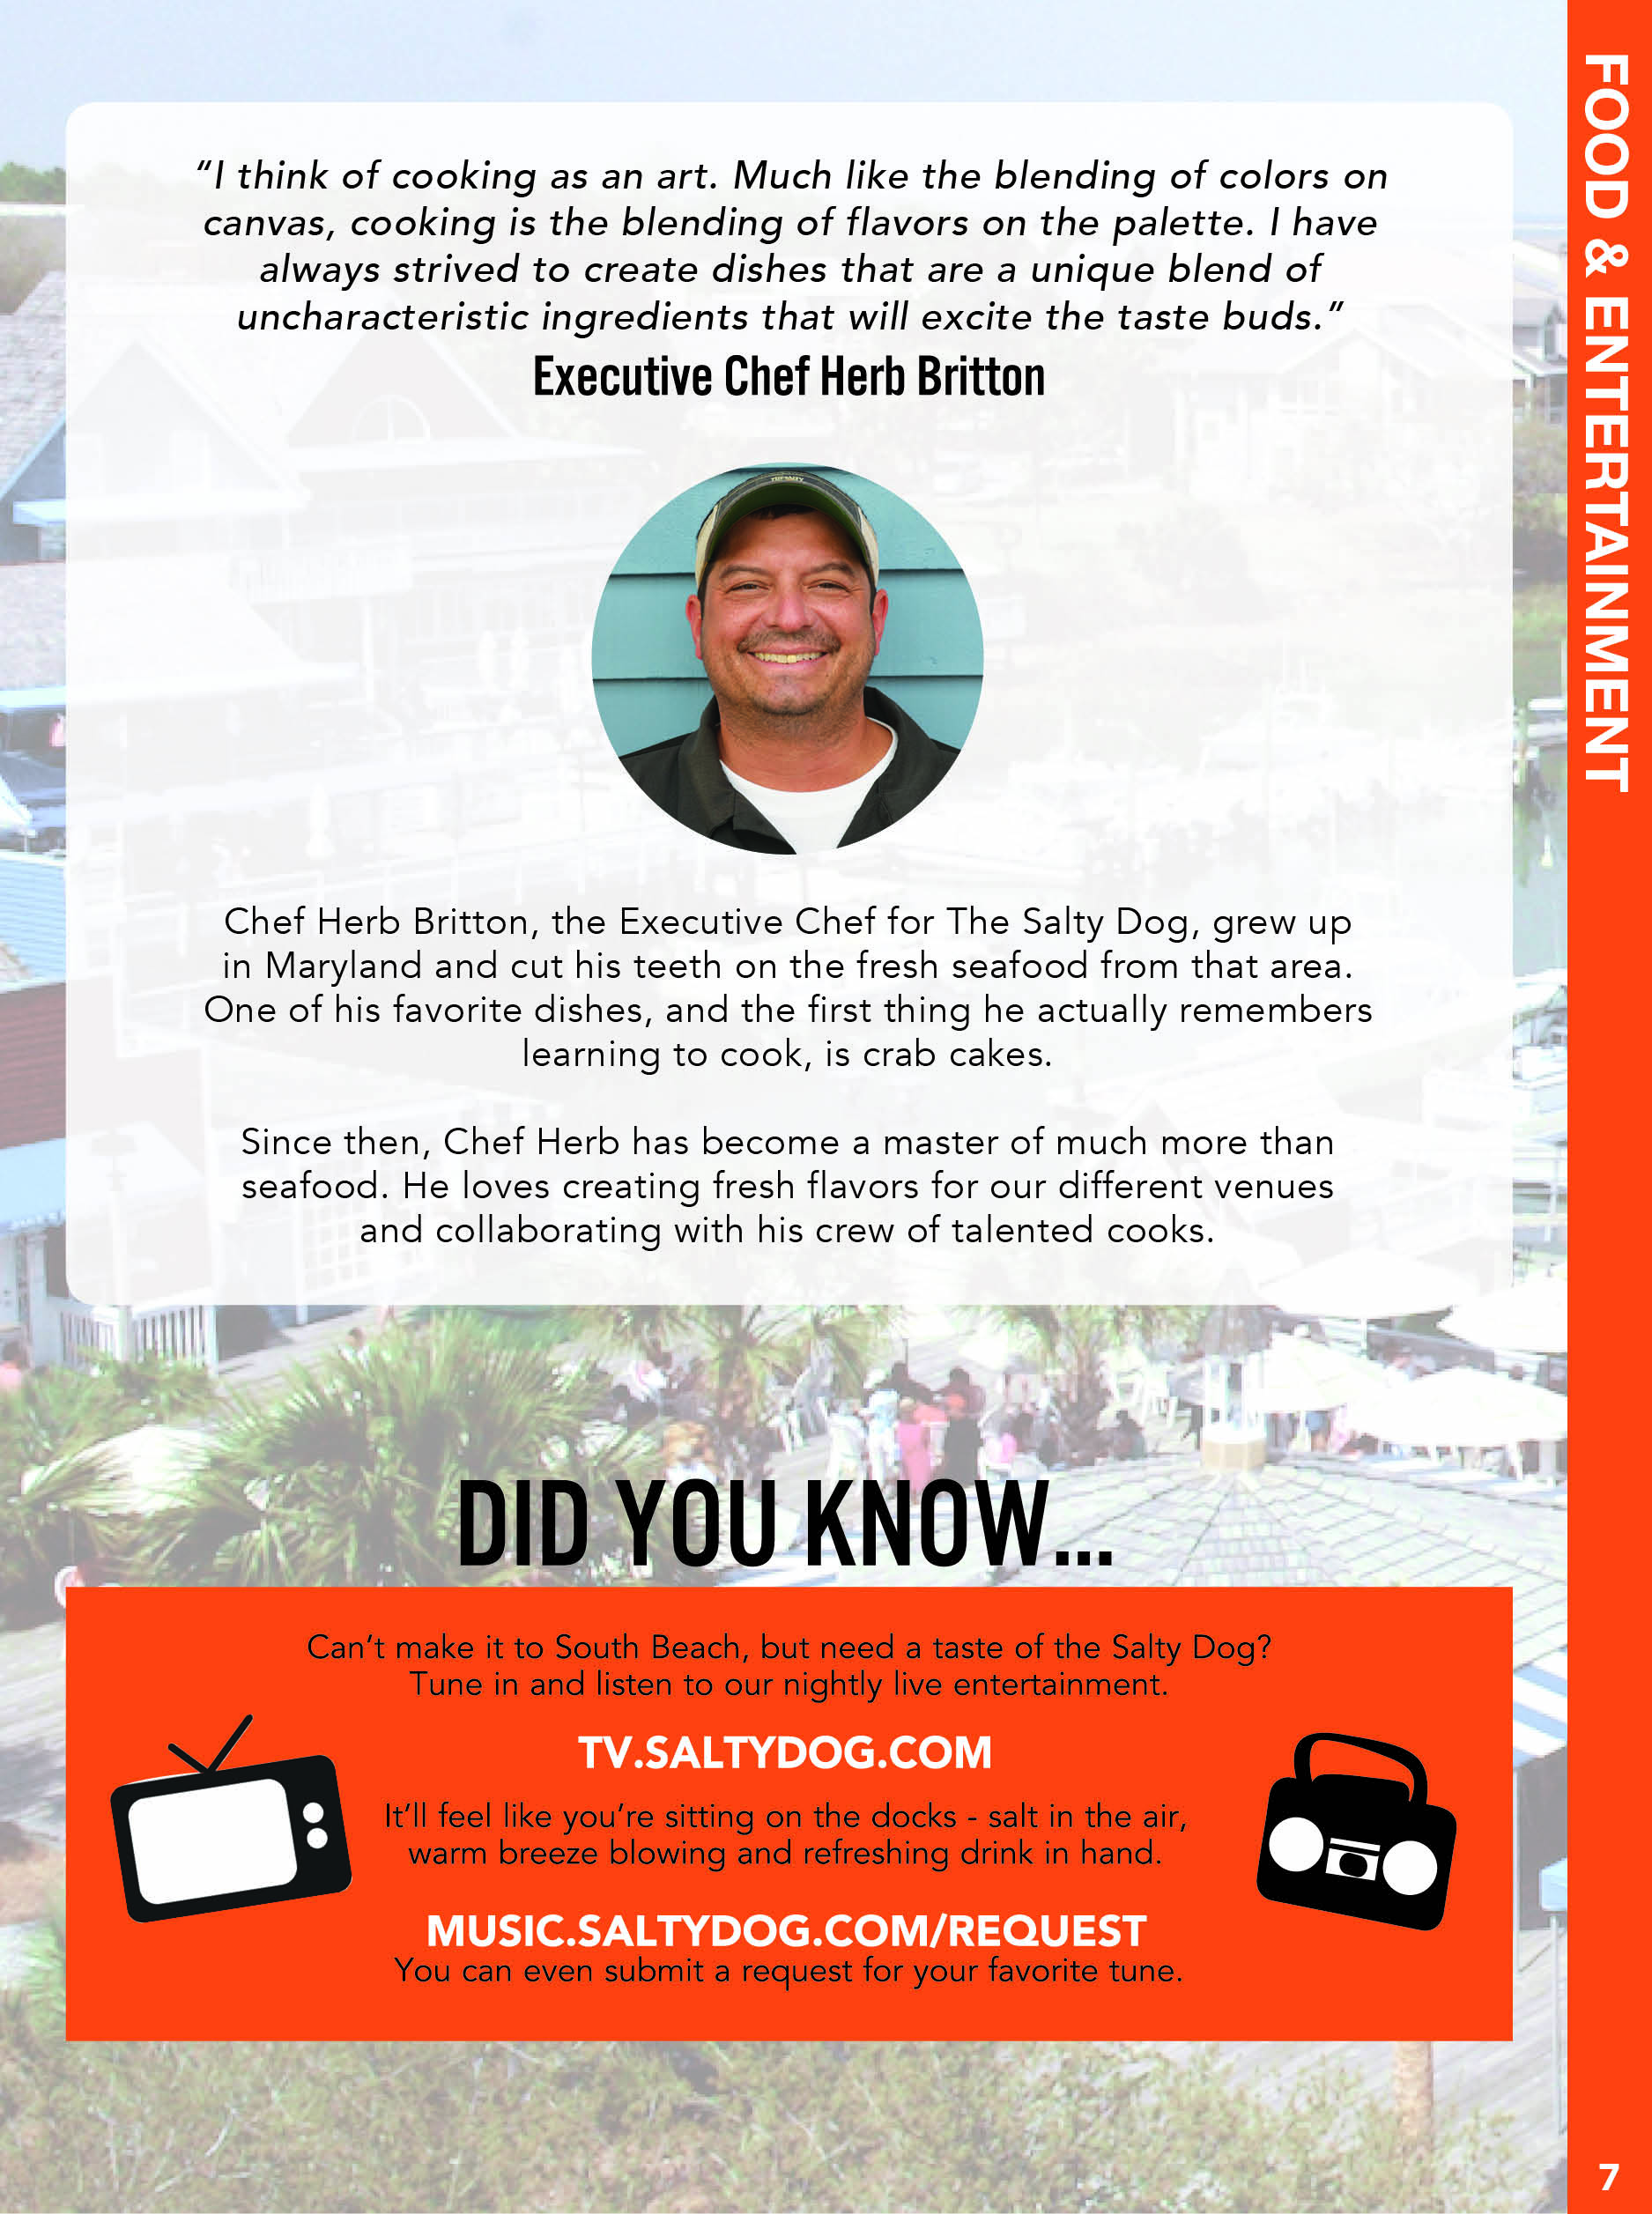 “I think of cooking as an art. Much like the blending of colors on
canvas, cooking is the blending of flavors on the palette. I have
always strived to create dishes that are a unique blend of
uncharacteristic ingredients that will excite the taste buds.”
Executive Chef Herb Britton
Chef Herb Britton, the Executive Chef for The Salty Dog, grew up
in Maryland and cut his teeth on the fresh seafood from that area.
One of his favorite dishes, and the first thing he actually remembers
learning to cook, is crab cakes.
Since then, Chef Herb has become a master of much more than
seafood. He loves creating fresh flavors for our different venues
and collaborating with his crew of talented cooks.
DID YOU KNOW...
Can’t make it to South Beach, but need a taste of the Salty Dog?
Tune in and listen to our nightly live entertainment.
TV.SALTYDOG.COM
It’ll feel like you’re sitting on the docks - salt in the air,
warm breeze blowing and refreshing drink in hand.
MUSIC.SALTYDOG.COM/REQUEST
You can even submit a request for your favorite tune.
FOOD & ENTERTAINMENT
7